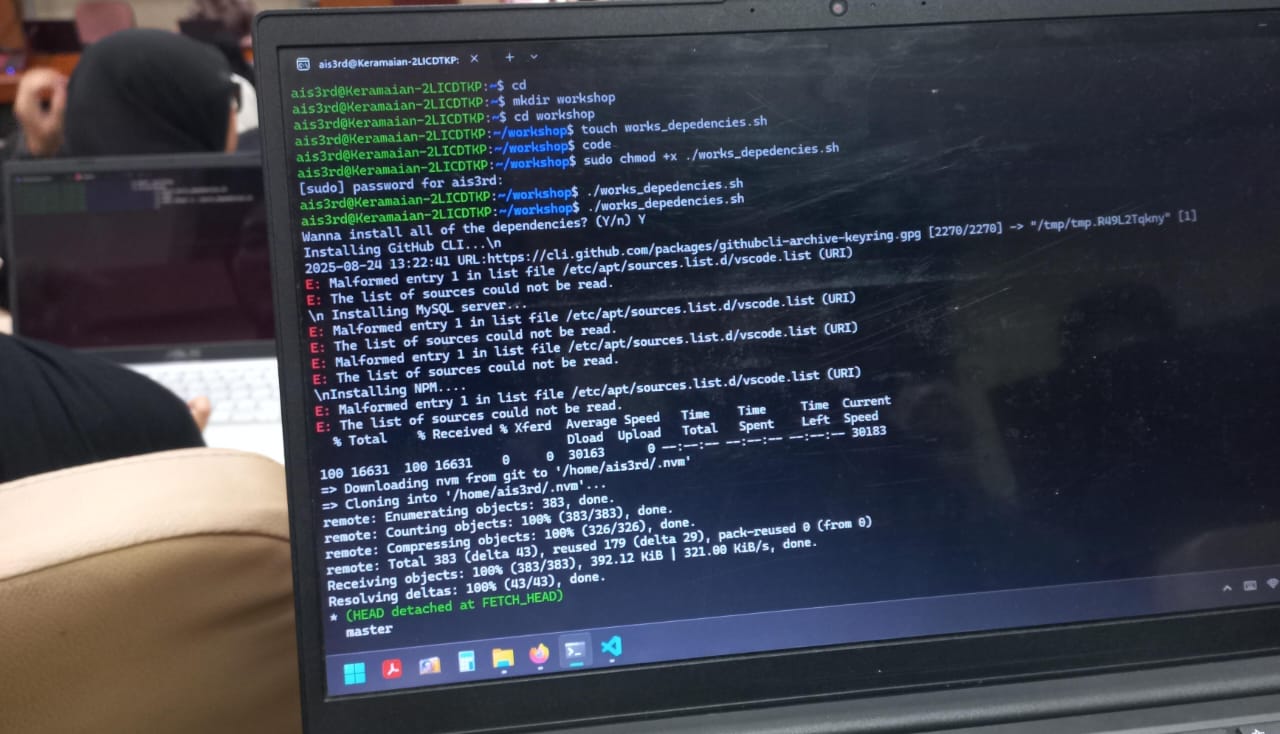 ais3rd@Keramaian-2LICDTKP:
ais3rd@Keramaian-2LICDTKP:~$ cd
ais3rd@Keramaian-2LICDTKP:~$ mkdir workshop
ais3rd@Keramaian-2LICDTKP:~$ cd workshop
ais3rd@Keramaian-2LICDTKP:~/workshop$ touch works_depedencies.sh
ais3rd@Keramaian-2LICDTKP:~/workshop$ code
ais3rd@Keramaian-2LICDTKP:~/workshop$ sudo chmod +x ./works_depedencies.sh
[sudo] password for ais3rd:
ais3rd@Keramaian-2LICDTKP:~/workshop$ ./works_depedencies.sh
ais3rd@Keramaian-2LICDTKP:~/workshop$ ./works_depedencies.sh
Wanna install all of the dependencies? (Y/n) Y
Installing GitHub CLI...\n
2025-08-24 13:22:41 URL:https://cli.github.com/packages/githubcli-archive-keyring.gpg [2270/2270] -> "/tmp/tmp.R49L2Tqkny" [1]
E: Malformed entry 1 in list file /etc/apt/sources.list.d/vscode.list (URI)
E: The list of sources could not be read.
\n Installing MySQL server...
E: Malformed entry 1 in list file /etc/apt/sources.list.d/vscode.list (URI)
E: The list of sources could not be read.
E: Malformed entry 1 in list file /etc/apt/sources.list.d/vscode.list (URI)
E: The list of sources could not be read.
\nInstalling NPM....
E: Malformed entry 1 in list file /etc/apt/sources.list.d/vscode.list (URI)
E: The list of sources could not be read.
% Total % Received % Xferd Average Speed Time Time Time Current
Dload Upload Total Spent Left Speed
100 16631 100 16631 0 0 30163 0 --:--:-- --:--:-- --:--:-- 30183
=> Downloading nvm from git to '/home/ais3rd/.nvm'
=> Cloning into '/home/ais3rd/.nvm'...
remote: Enumerating objects: 383, done.
remote: Counting objects: 100% (383/383), done.
remote: Compressing objects: 100% (326/326), done.
remote: Total 383 (delta 43), reused 179 (delta 29), pack-reused 0 (from 0)
Receiving objects: 100% (383/383), 392.12 KiB | 321.00 KiB/s, done.
Resolving deltas: 100% (43/43), done.
* (HEAD detached at FETCH_HEAD)
master